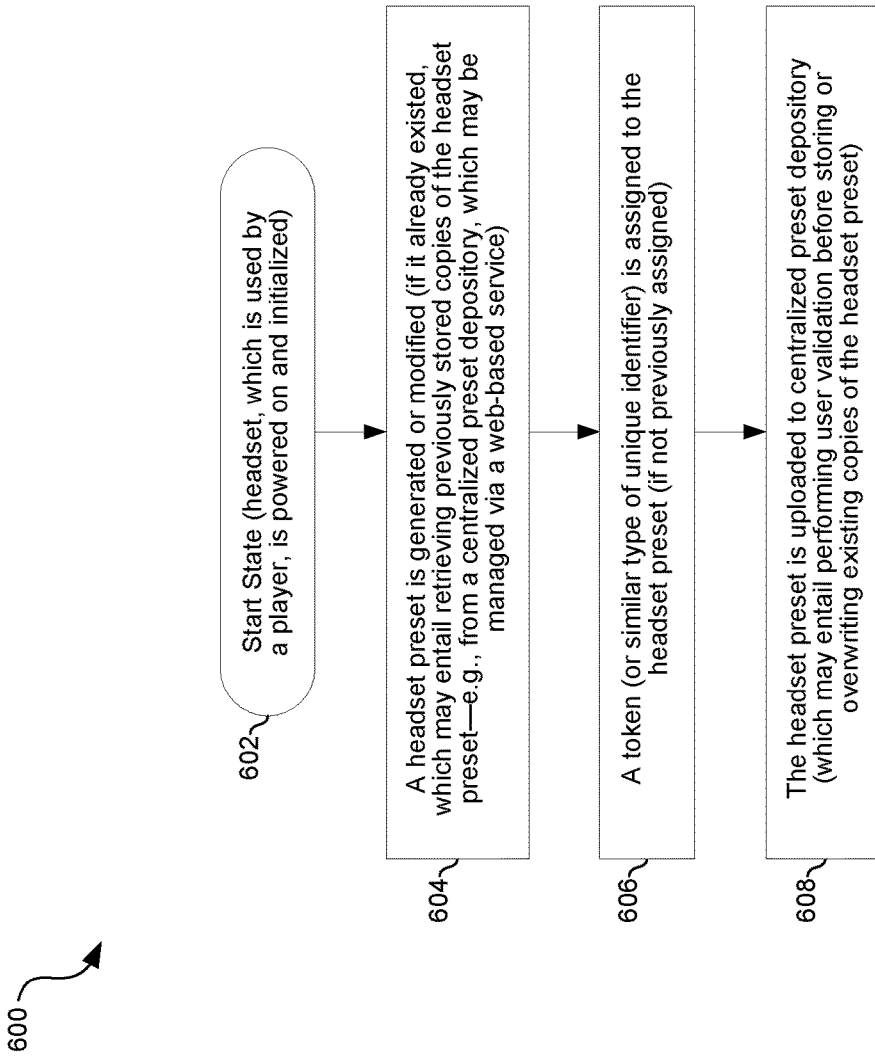 600
602
Start State (headset, which is used by
a player, is powered on and initialized)
604
A headset preset is generated or modified (if it already existed,
which may entail retrieving previously stored copies of the headset
preset—e.g., from a centralized preset depository, which may be
managed via a web-based service)
606
A token (or similar type of unique identifier) is assigned to the
headset preset (if not previously assigned)
608
The headset preset is uploaded to centralized preset depository
(which may entail performing user validation before storing or
overwriting existing copies of the headset preset)